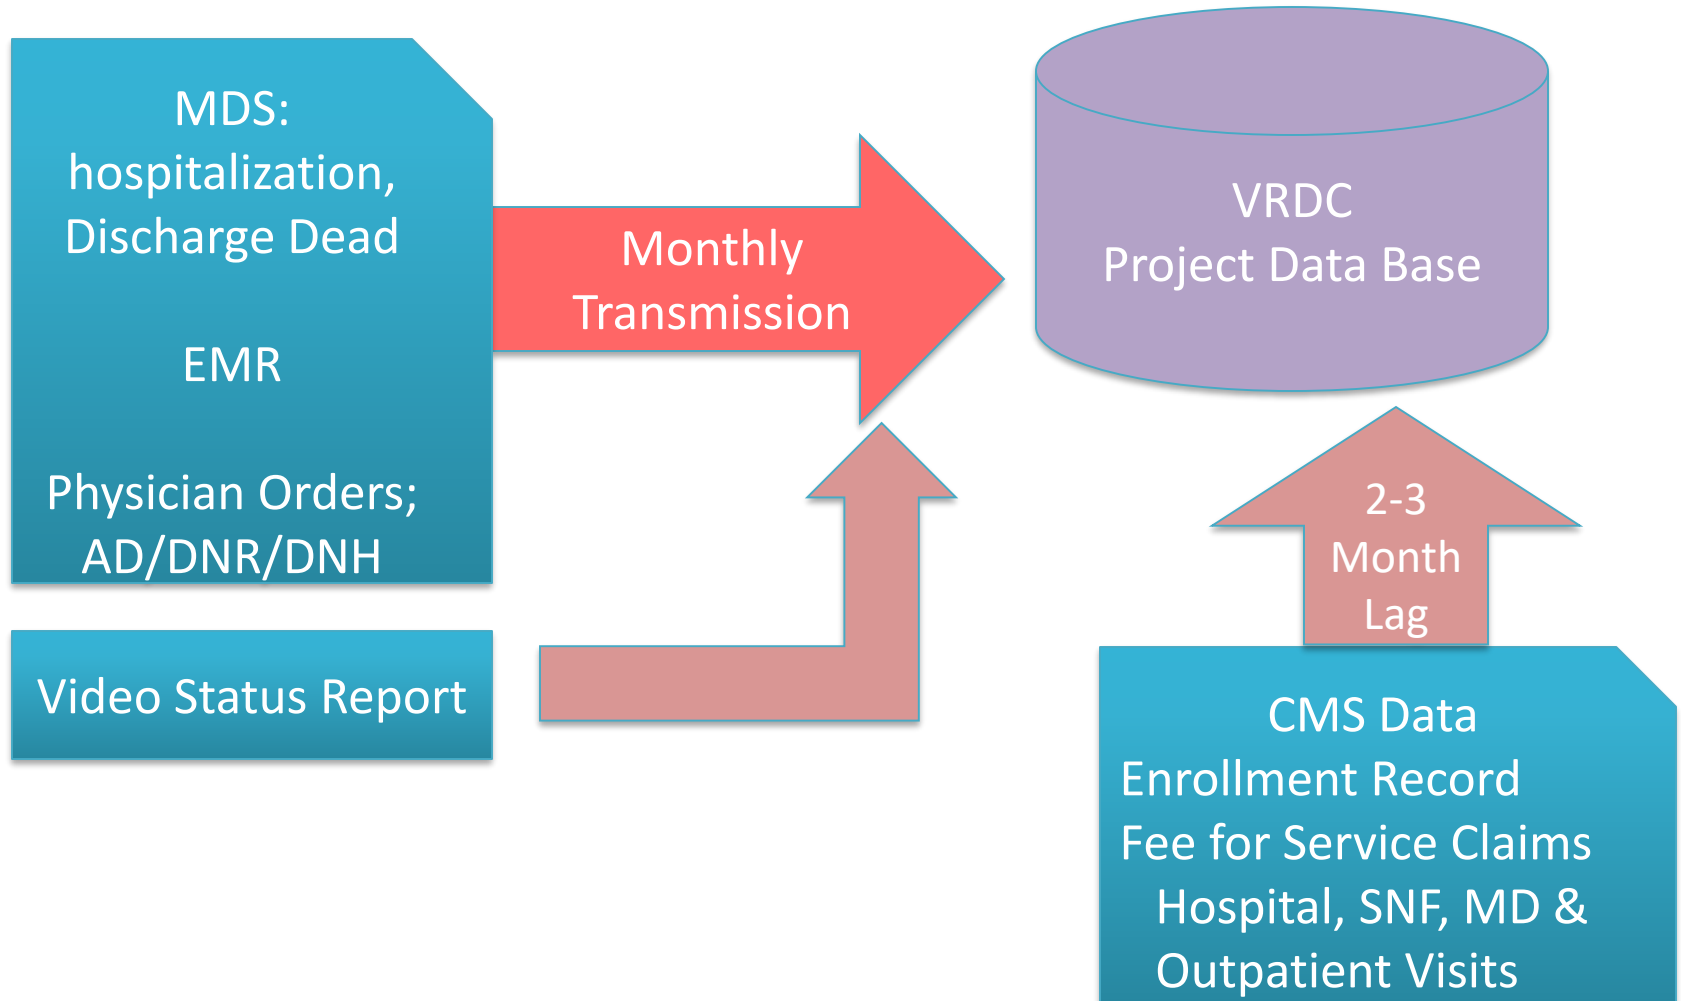 MDS:
hospitalization,
Discharge Dead
EMR
Physician Orders;
AD/DNR/DNH
Video Status Report
Monthly
Transmission
VRDC
Project Data Base
2-3
Month
Lag
CMS Data
Enrollment Record
Fee for Service Claims
Hospital, SNF, MD &
Outpatient Visits